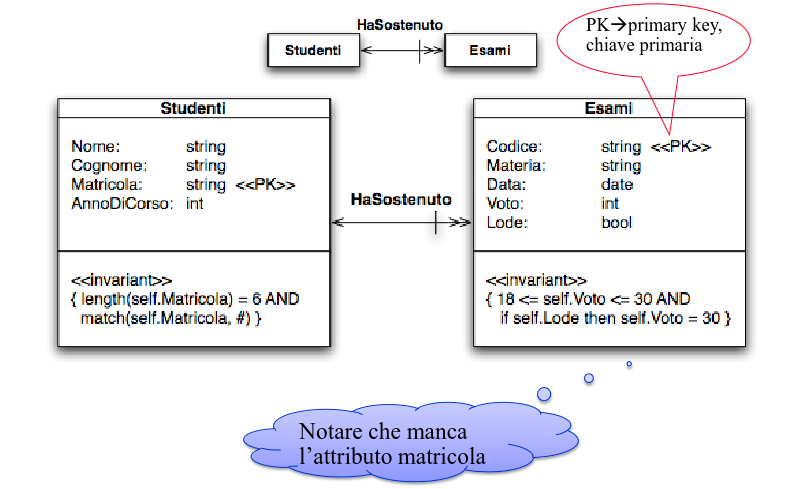 HaSostenuto
Studenti
Esami
PK→primary key,
chiave primaria
Studenti
Nome: string
Cognome: string
Matricola: string <<PK>>
AnnoDiCorso: int
<<invariant>>
{ length(self.Matricola) = 6 AND
match(self.Matricola, #) }
HaSostenuto
Esami
Codice: string <<PK>>
Materia: string
Data: date
Voto: int
Lode: bool
<<invariant>>
{ 18 <= self.Voto <= 30 AND
if self.Lode then self.Voto = 30 }
Notare che manca
l’attributo matricola